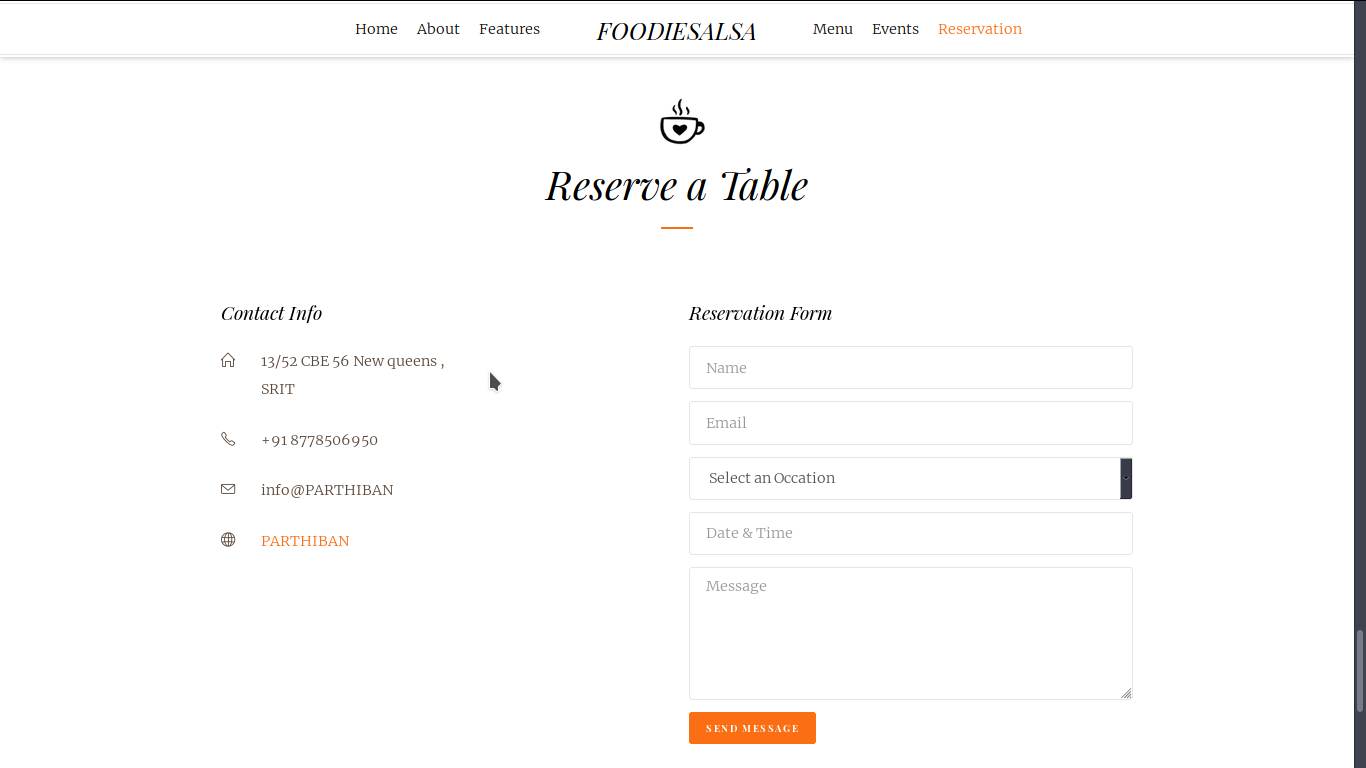 Home About Features FOODIESALSA Menu Events Reservation
Reserve a Table
Contact Info
13/52 CBE 56 New queens ,
SRIT
+91 8778506950
info@PARTHIBAN
PARTHIBAN
Reservation Form
Name
Email
Select an Occation
Date & Time
Message
SEND MESSAGE